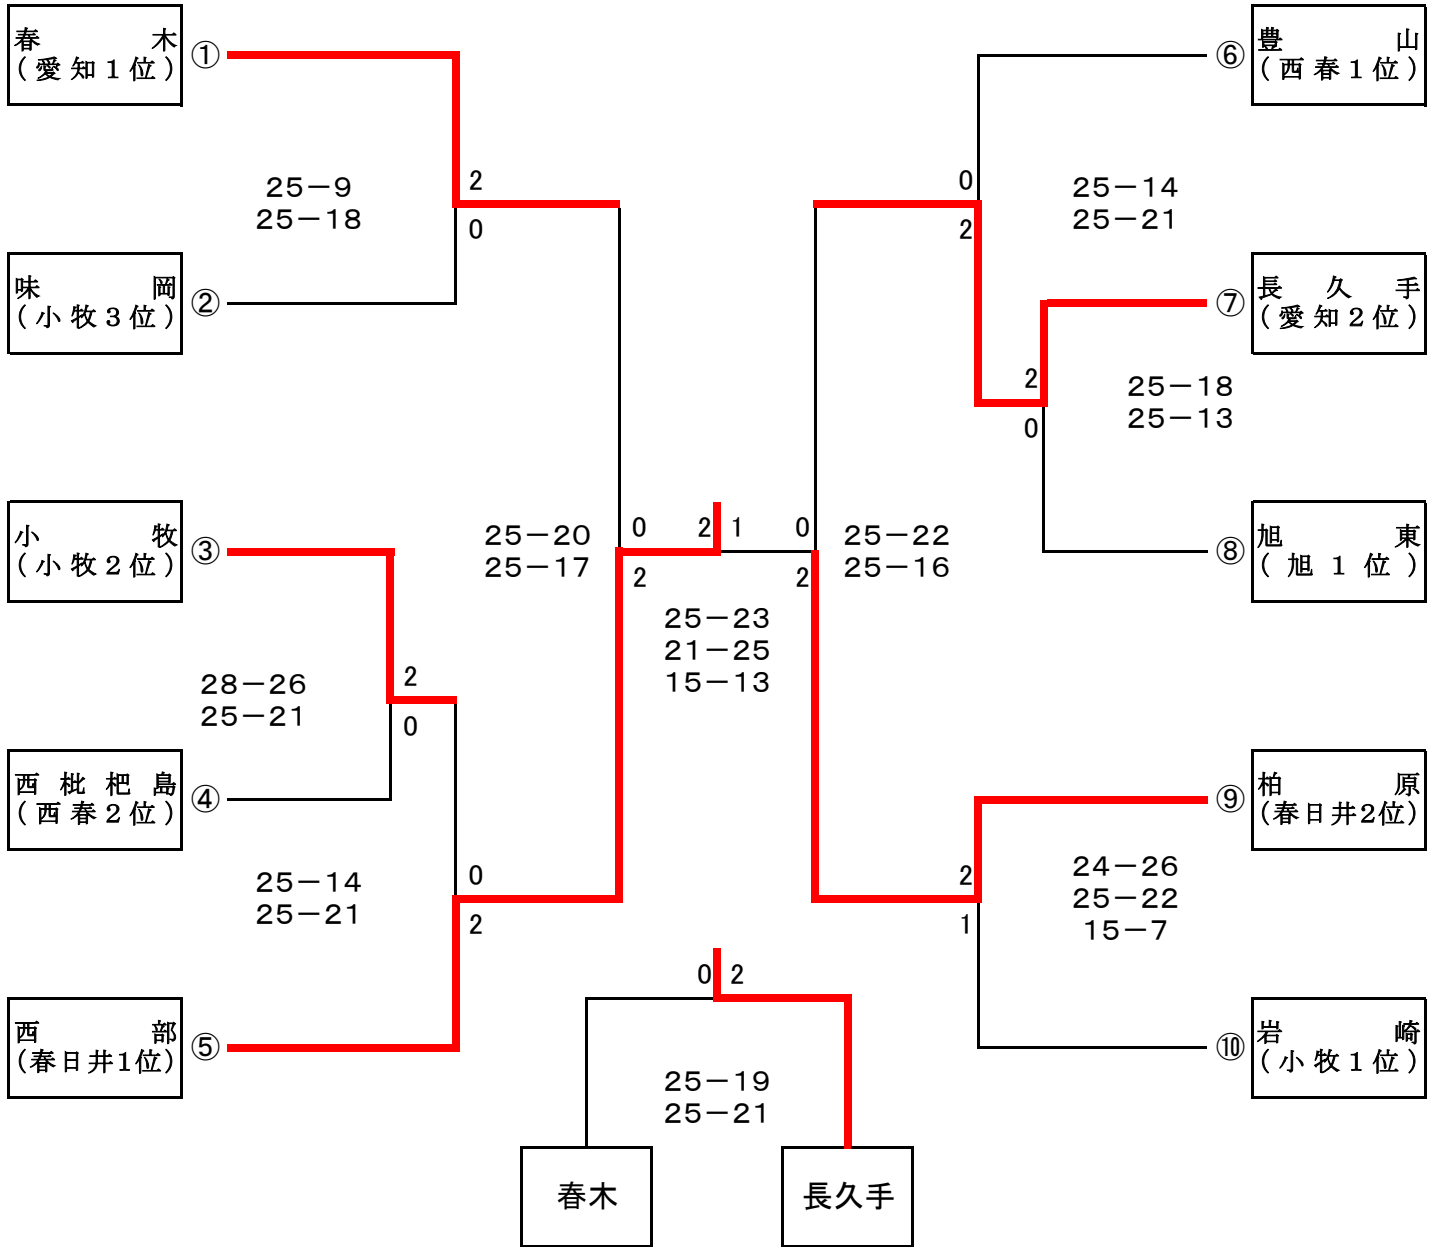 春木
(愛知1位)
①
25-9
25-18
2
0
味岡
(小牧3位)
②
小牧
(小牧2位)
③
28-26
25-21
2
0
西枇杷島
(西春2位)
④
25-14
25-21
0
2
西部
(春日井1位)
⑤
25-20
25-17
0
2
2
1
25-23
21-25
15-13
0
2
25-22
25-16
豊山
(西春1位)
⑥
0
2
25-14
25-21
長久手
(愛知2位)
⑦
2
0
25-18
25-13
旭東
(旭1位)
⑧
柏原
(春日井2位)
⑨
2
1
24-26
25-22
15-7
岩崎
(小牧1位)
⑩
0
2
25-19
25-21
春木
長久手